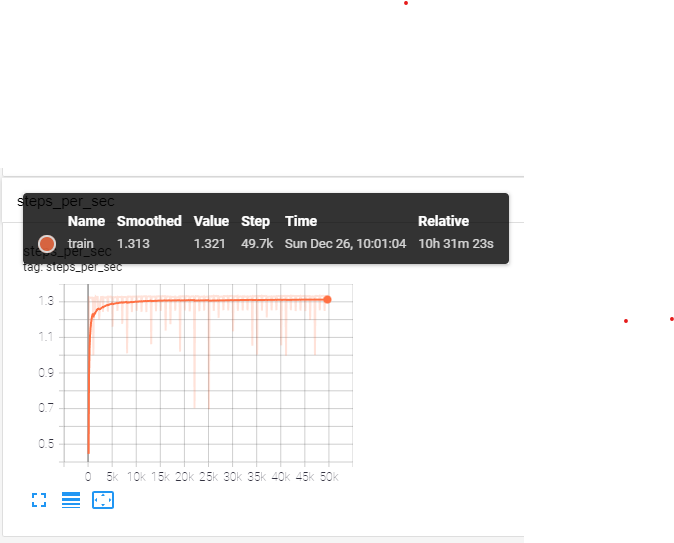 steps_per_sec
Name Smoothed Value Step Time Relative
train 1.313 1.321 49.7k Sun Dec 26, 10:01:04 10h 31m 23s
steps_per_sec
tag: steps_per_sec
1.3
1.1
0.9
0.7
0.5
0 5k 10k 15k 20k 25k 30k 35k 40k 45k 50k